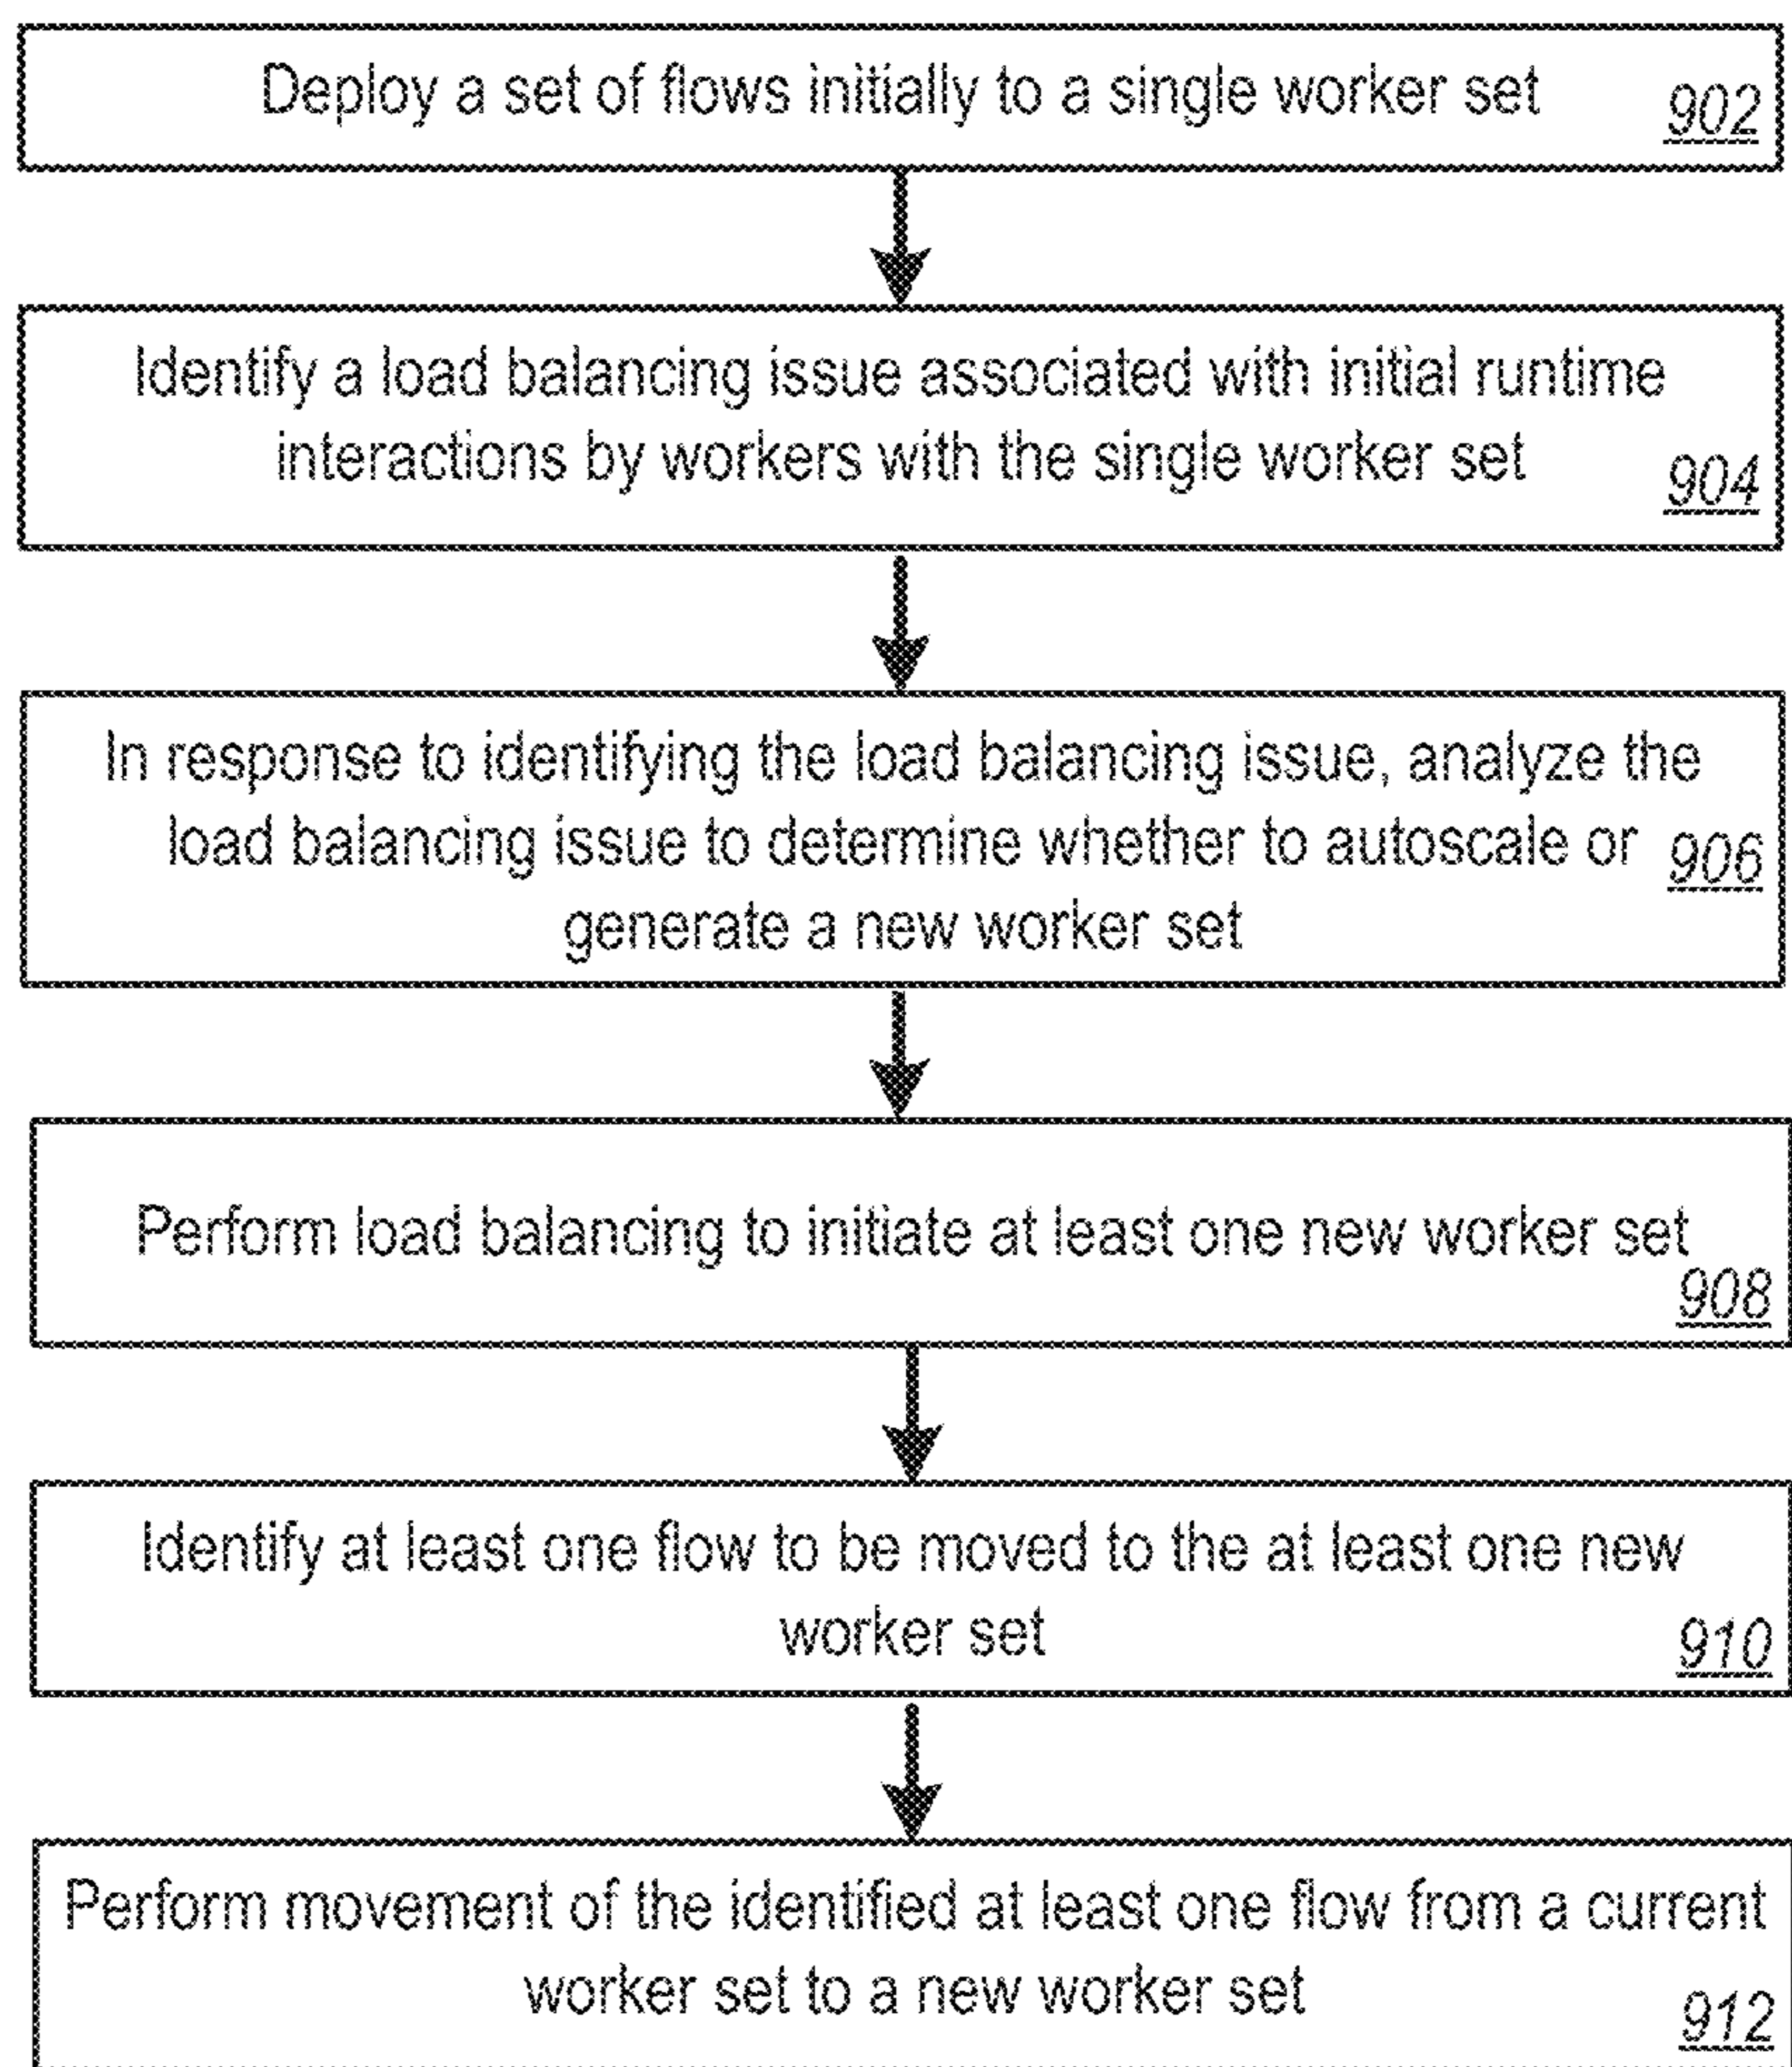 Deploy a set of flows initially to a single worker set
902
Identify a load balancing issue associated with initial runtime
interactions by workers with the single worker set
904
In response to identifying the load balancing issue, analyze the
load balancing issue to determine whether to autoscale or
906
generate a new worker set
Perform load balancing to initiate at least one new worker set
908
Identify at least one flow to be moved to the at least one new
worker set
910
Perform movement of the identified at least one flow from a current
worker set to a new worker set
912